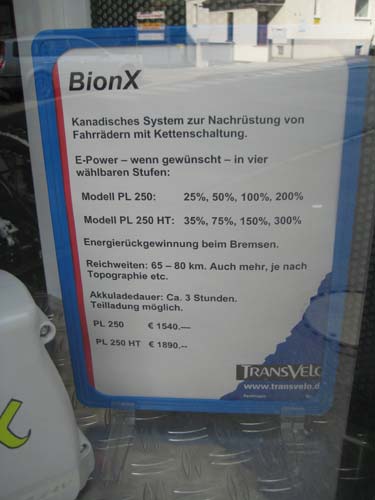 BionX
Kanadisches System zur Nachrüstung von
Fahrrädern mit Kettenschaltung.
E-Power – wenn gewünscht – in vier
wählbaren Stufen:
Modell PL 250: 25%, 50%, 100%, 200%
Modell PL 250 HT: 35%, 75%, 150%, 300%
Energierückgewinnung beim Bremsen.
Reichweiten: 65 – 80 km. Auch mehr, je nach
Topographie etc.
Akkuladedauer: Ca. 3 Stunden.
Teilladung möglich.
PL 250 € 1540.—
PL 250 HT € 1890.--
TRANSVELO
www.transvelo.d